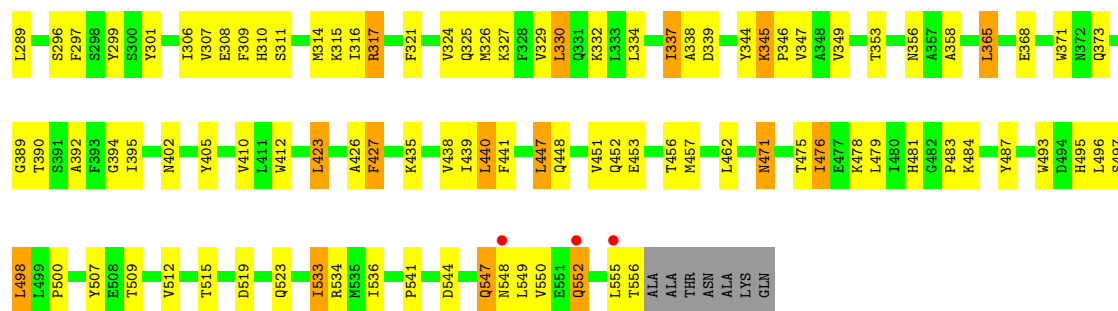 L289 S296 F297 S298 Y299 S300 Y301 I306 V307 E308 F309 H310 S311 M314 K315 I316 R317 F321 V324 Q325 M326 K327 F328 V329 L330 Q331 K332 L333 L334 I337 A338 D339 Y344 K345 P346 V347 A348 V349 T353 N356 A357 A358 L365 E368 W371 N372 Q373
G389 T390 S391 A392 F393 G394 I395 N402 Y405 V410 L411 W412 L423 A426 F427 K435 V438 I439 L440 F441 L447 Q448 V451 Q452 E453 T456 M457 L462 N471 T475 I476 E477 K478 L479 I480 H481 G482 P483 K484 Y487 W493 D494 H495 L496 S497
L498 L499 P500 Y507 E508 T509 V512 T515 D519 Q523 I533 R534 M535 I536 P541 D544 Q547 N548 L549 V550 E551 Q552 L555 T556 ALA ALA THR ASN ALA LYS GLN